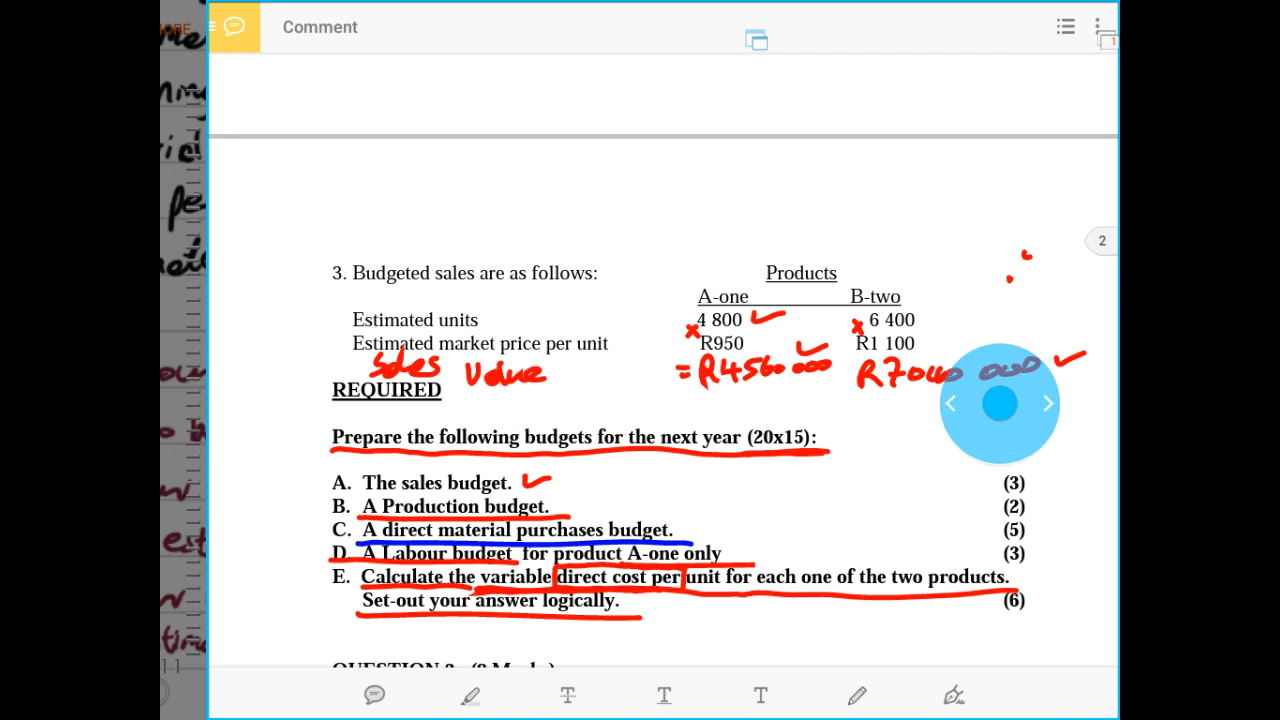 Comment
2
3. Budgeted sales are as follows: Products
A-one B-two
Estimated units 4 800 x 6 400
Estimated market price per unit x R950 R1 100
Sales Value = R4560 000 R7040 000
REQUIRED
Prepare the following budgets for the next year (20x15):
A. The sales budget. (3)
B. A Production budget. (2)
C. A direct material purchases budget. (5)
D. A Labour budget for product A-one only (3)
E. Calculate the variable direct cost per unit for each one of the two products.
Set-out your answer logically. (6)